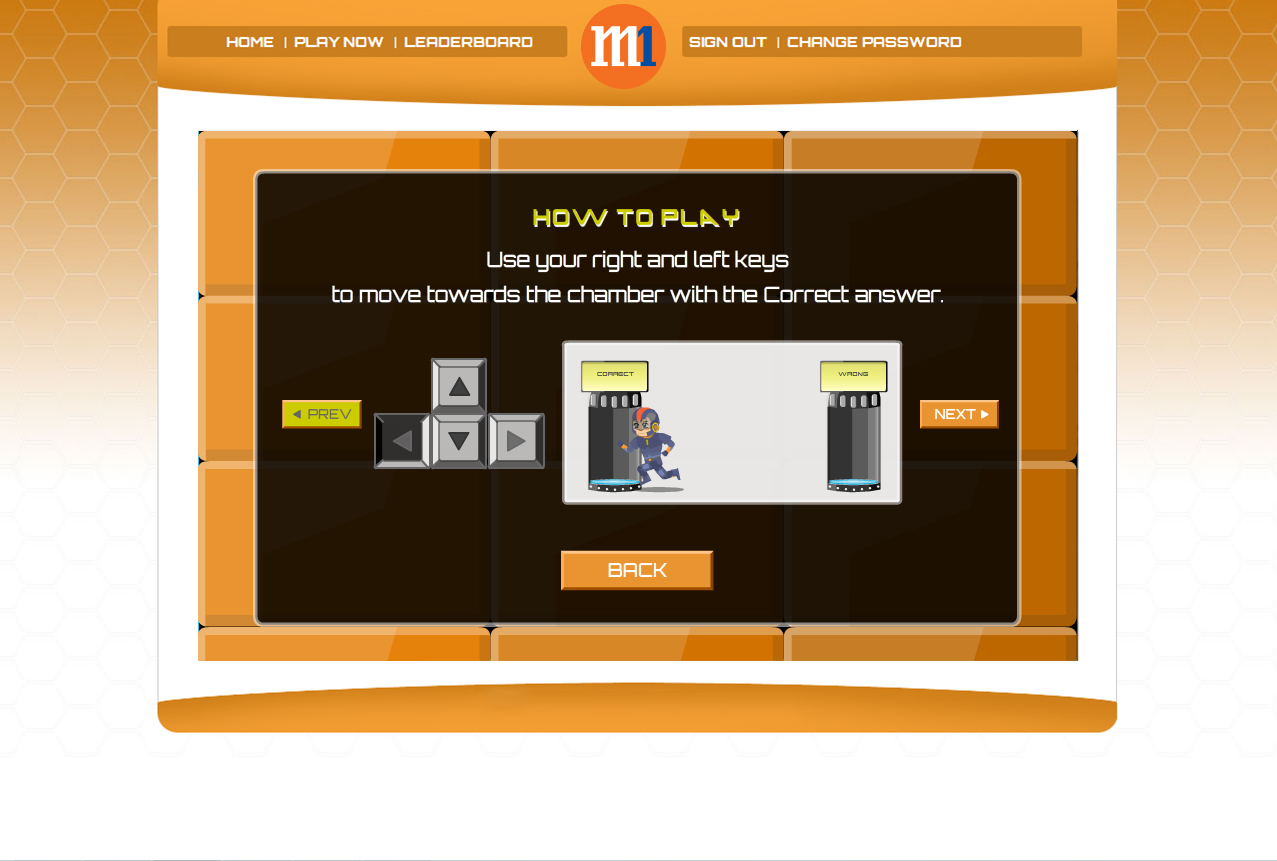 HOME | PLAY NOW | LEADERBOARD
m1
SIGN OUT | CHANGE PASSWORD
HOW TO PLAY
Use your right and left keys
to move towards the chamber with the Correct answer.
CORRECT
WRONG
PREV
NEXT
BACK